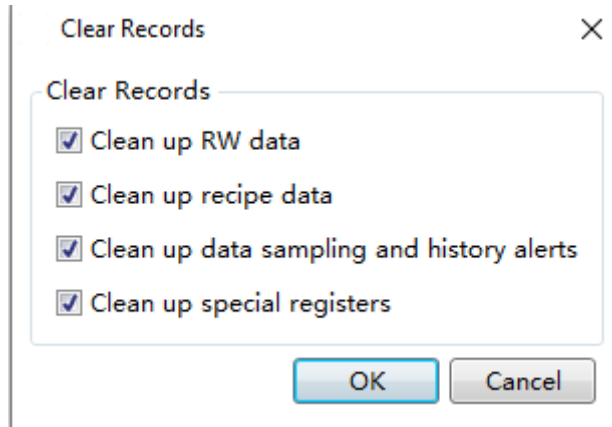 Clear Records
Clear Records
Clean up RW data
Clean up recipe data
Clean up data sampling and history alerts
Clean up special registers
OK Cancel